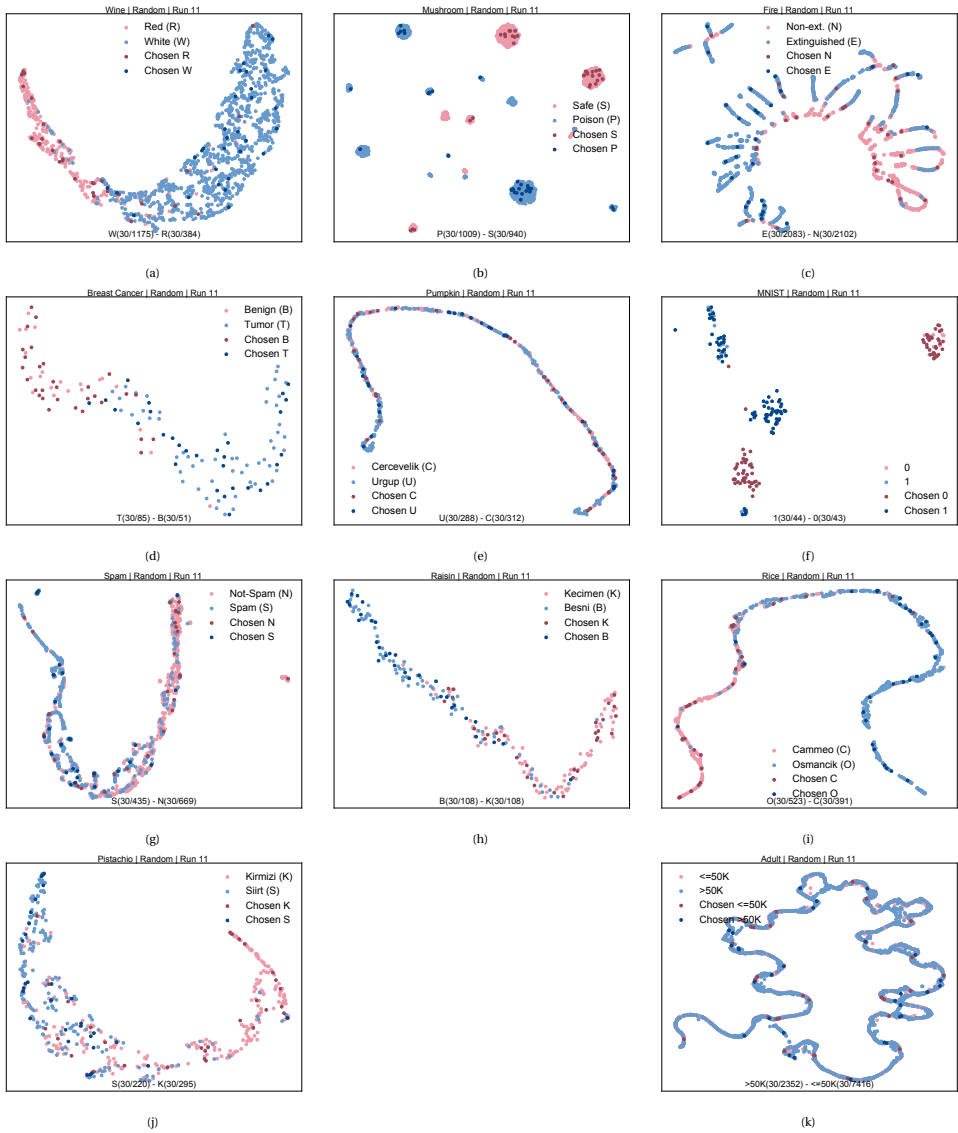 Wine | Random | Run 11
Red (R)
White (W)
Chosen R
Chosen W
W(30/1175) - R(30/384)
(a)
Mushroom | Random | Run 11
Safe (S)
Poison (P)
Chosen S
Chosen P
P(30/1009) - S(30/940)
(b)
Fire | Random | Run 11
Non-ext. (N)
Extinguished (E)
Chosen N
Chosen E
E(30/2083) - N(30/2102)
(c)
Breast Cancer | Random | Run 11
Benign (B)
Tumor (T)
Chosen B
Chosen T
T(30/85) - B(30/51)
(d)
Pumpkin | Random | Run 11
Cercevelik (C)
Urgup (U)
Chosen C
Chosen U
U(30/288) - C(30/312)
(e)
MNIST | Random | Run 11
0
1
Chosen 0
Chosen 1
1(30/44) - 0(30/43)
(f)
Spam | Random | Run 11
Not-Spam (N)
Spam (S)
Chosen N
Chosen S
S(30/435) - N(30/669)
(g)
Raisin | Random | Run 11
Kecimen (K)
Besni (B)
Chosen K
Chosen B
B(30/108) - K(30/108)
(h)
Rice | Random | Run 11
Cammeo (C)
Osmancik (O)
Chosen C
Chosen O
O(30/523) - C(30/391)
(i)
Pistachio | Random | Run 11
Kirmizi (K)
Siirt (S)
Chosen K
Chosen S
S(30/220) - K(30/295)
(j)
Adult | Random | Run 11
<=50K
>50K
Chosen <=50K
Chosen >50K
>50K(30/2352) - <=50K(30/7416)
(k)